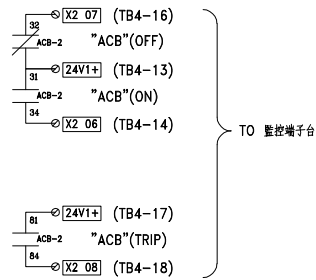 32 X2 07 (TB4-16)
ACB-2 "ACB"(OFF)
31 24V1+ (TB4-13)
ACB-2 "ACB"(ON)
34 X2 06 (TB4-14)
TO 監控端子台
81 24V1+ (TB4-17)
ACB-2 "ACB"(TRIP)
84 X2 08 (TB4-18)